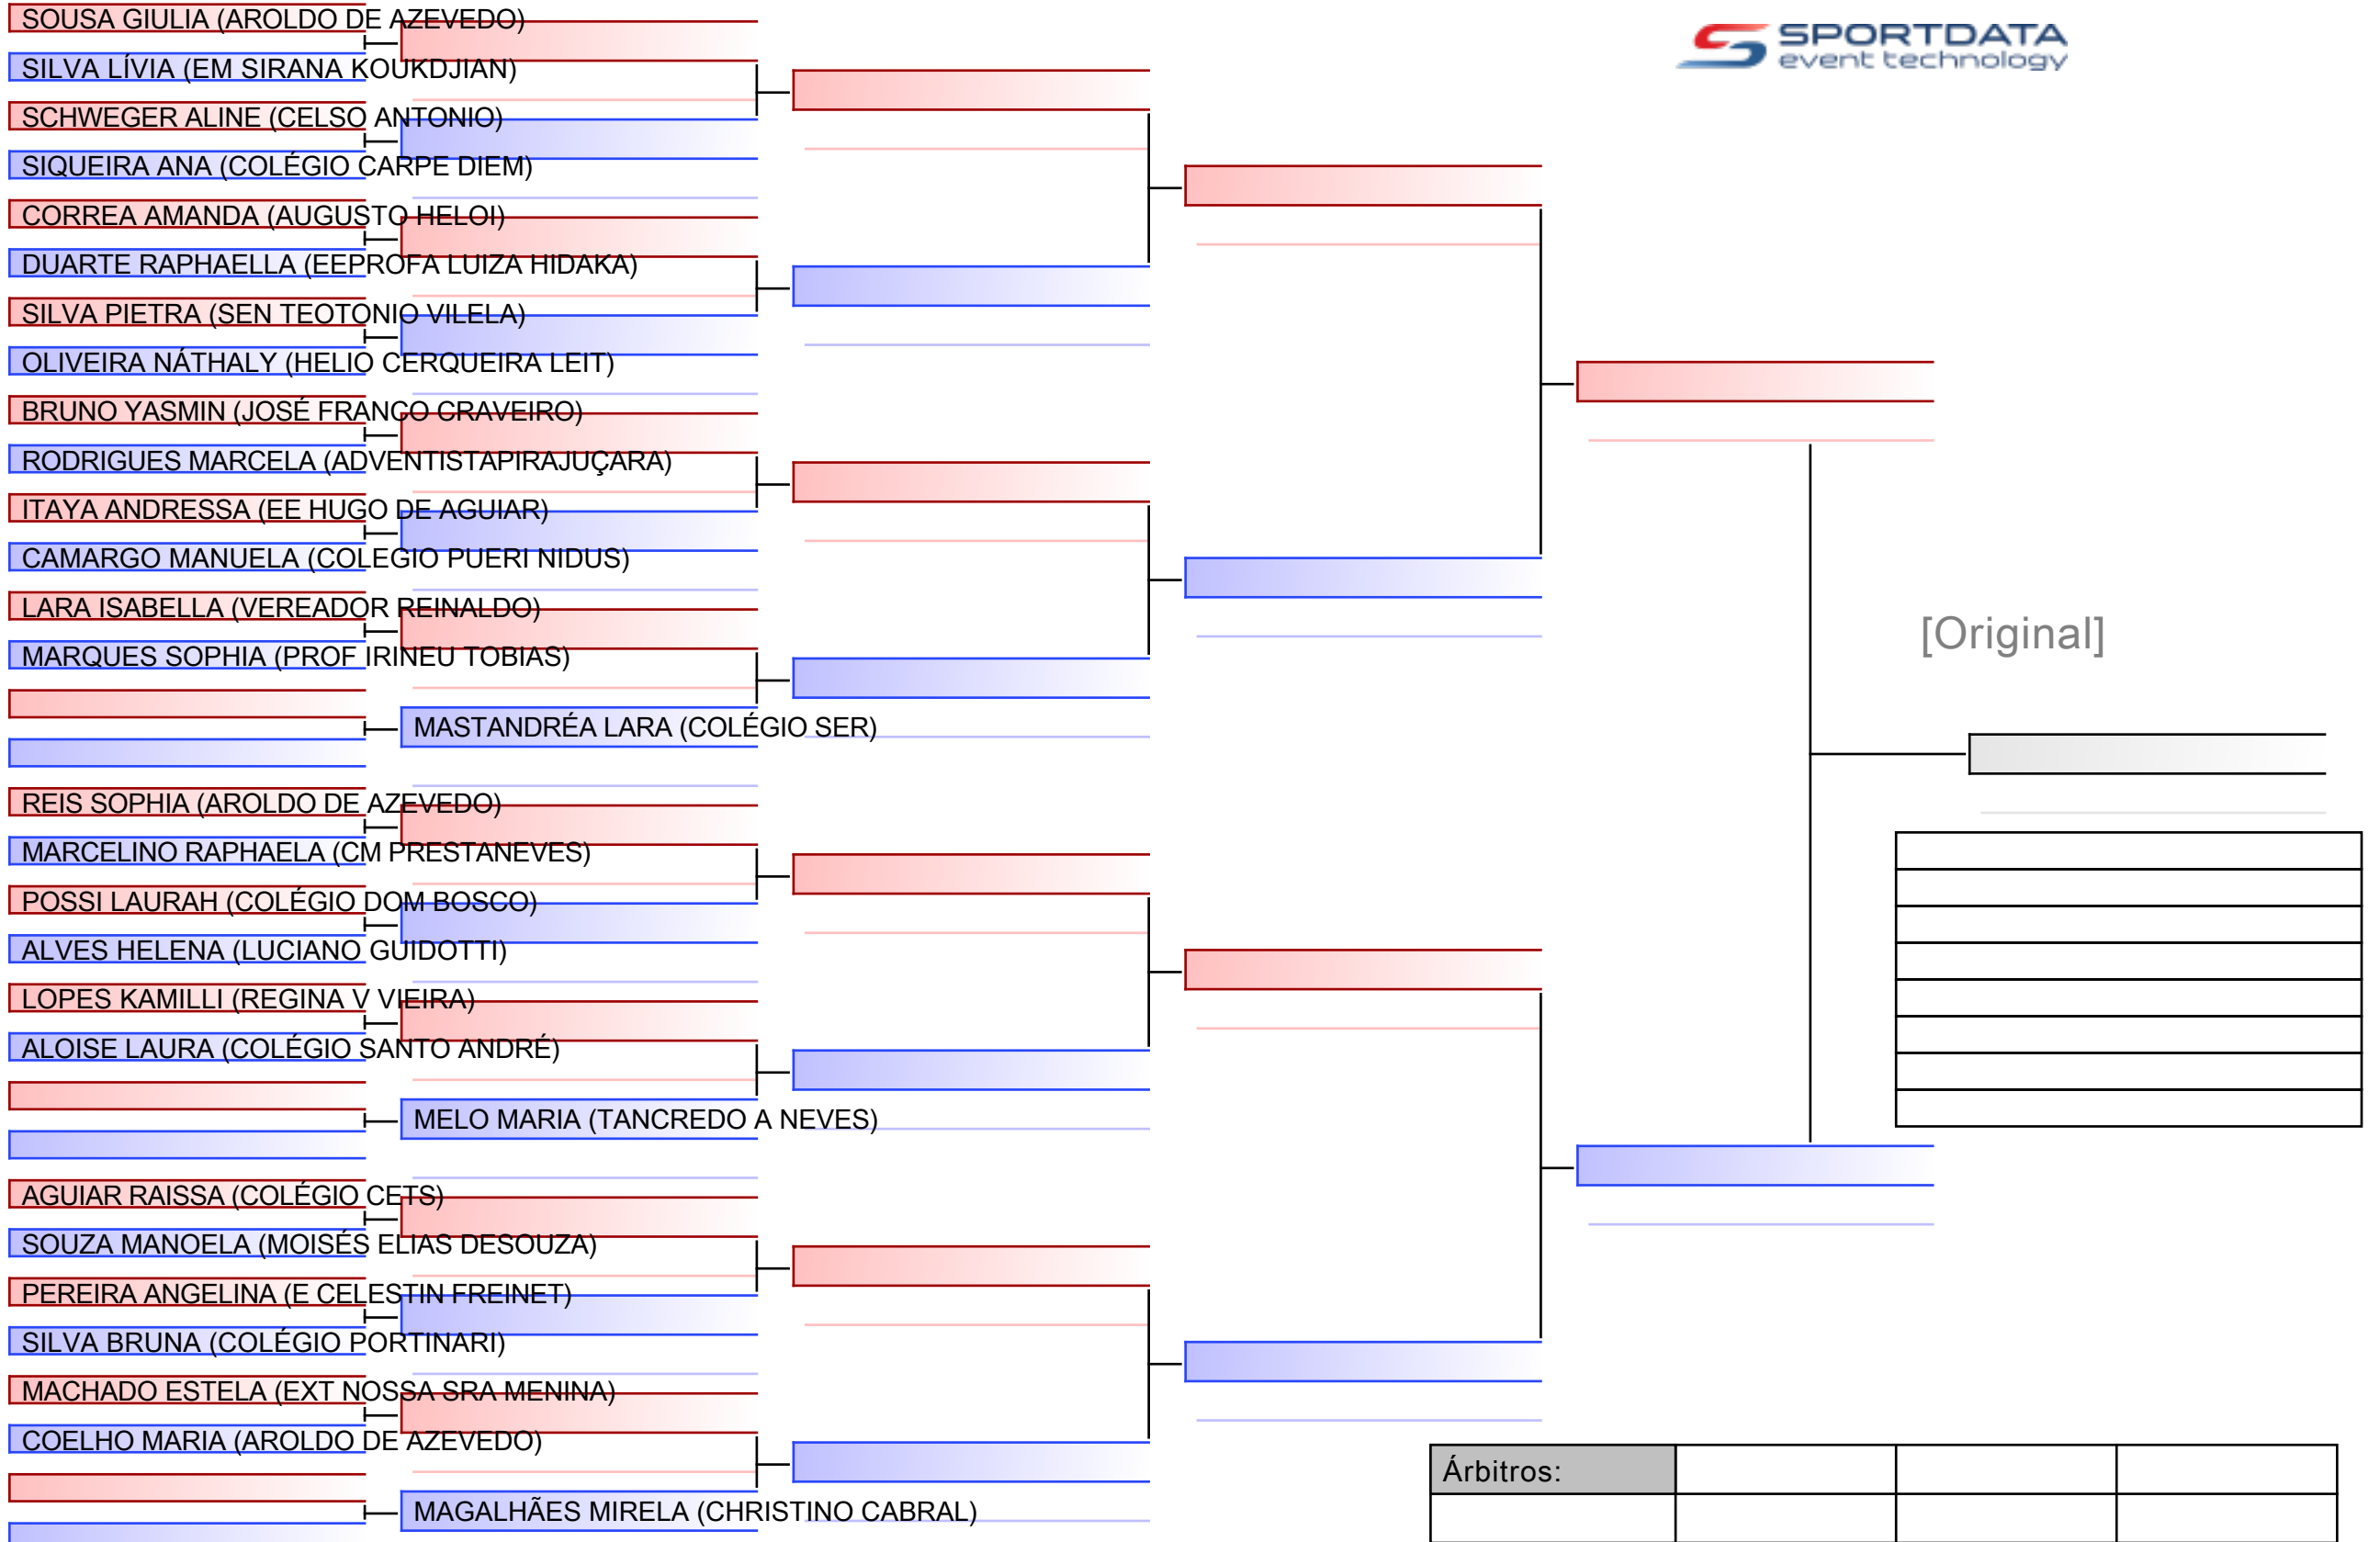 SOUSA GIULIA (AROLDO DE AZEVEDO)
SILVA LÍVIA (EM SIRANA KOUKDJIAN)
SCHWEGER ALINE (CELSO ANTONIO)
SIQUEIRA ANA (COLÉGIO CARPE DIEM)
CORREA AMANDA (AUGUSTO HELOI)
DUARTE RAPHAELLA (EEPROFA LUIZA HIDAKA)
SILVA PIETRA (SEN TEOTONIO VILELA)
OLIVEIRA NÁTHALY (HELIO CERQUEIRA LEIT)
BRUNO YASMIN (JOSÉ FRANCO CRAVEIRO)
RODRIGUES MARCELA (ADVENTISTAPIRAJUÇARA)
ITAYA ANDRESSA (EE HUGO DE AGUIAR)
CAMARGO MANUELA (COLEGIO PUERI NIDUS)
LARA ISABELLA (VEREADOR REINALDO)
MARQUES SOPHIA (PROF IRINEU TOBIAS)
MASTANDRÉA LARA (COLÉGIO SER)
REIS SOPHIA (AROLDO DE AZEVEDO)
MARCELINO RAPHAELA (CM PRESTANEVES)
POSSI LAURAH (COLÉGIO DOM BOSCO)
ALVES HELENA (LUCIANO GUIDOTTI)
LOPES KAMILLI (REGINA V VIEIRA)
ALOISE LAURA (COLÉGIO SANTO ANDRÉ)
MELO MARIA (TANCREDO A NEVES)
AGUIAR RAISSA (COLÉGIO CETS)
SOUZA MANOELA (MOISÉS ELIAS DESOUZA)
PEREIRA ANGELINA (E CELESTIN FREINET)
SILVA BRUNA (COLÉGIO PORTINARI)
MACHADO ESTELA (EXT NOSSA SRA MENINA)
COELHO MARIA (AROLDO DE AZEVEDO)
MAGALHÃES MIRELA (CHRISTINO CABRAL)
SPORTDATA
event technology
[Original]
Árbitros: